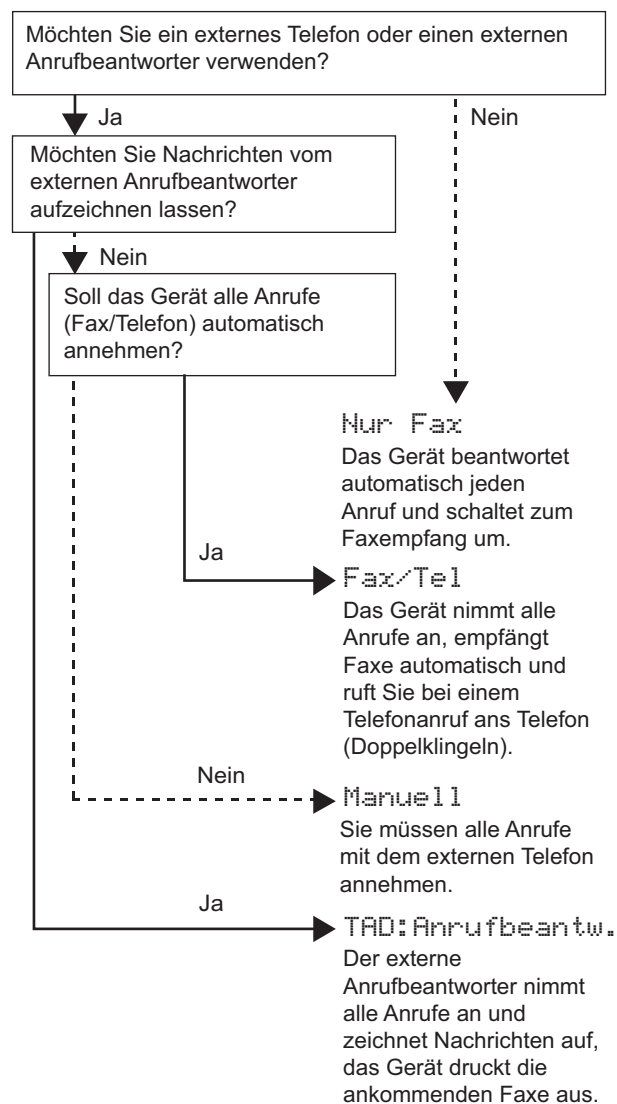 Möchten Sie ein externes Telefon oder einen externen
Anrufbeantworter verwenden?
Ja
Nein
Möchten Sie Nachrichten vom
externen Anrufbeantworter
aufzeichnen lassen?
Nein
Soll das Gerät alle Anrufe
(Fax/Telefon) automatisch
annehmen?
Nur Fax
Das Gerät beantwortet
automatisch jeden
Anruf und schaltet zum
Faxempfang um.
Ja
Fax/Tel
Das Gerät nimmt alle
Anrufe an, empfängt
Faxe automatisch und
ruft Sie bei einem
Telefonanruf ans Telefon
(Doppelklingeln).
Nein
Manuell
Sie müssen alle Anrufe
mit dem externen Telefon
annehmen.
Ja
TAD:Anrufbeantw.
Der externe
Anrufbeantworter nimmt
alle Anrufe an und
zeichnet Nachrichten auf,
das Gerät druckt die
ankommenden Faxe aus.